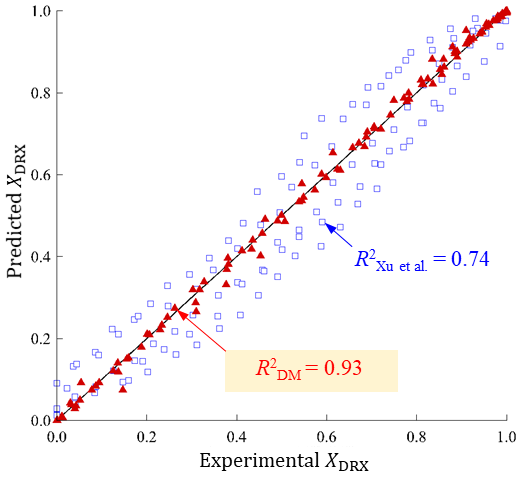 1.0
0.8
0.6
0.4
0.2
0.0
Predicted XDRX
R²Xu et al. = 0.74
R²DM = 0.93
0.0 0.2 0.4 0.6 0.8 1.0
Experimental XDRX